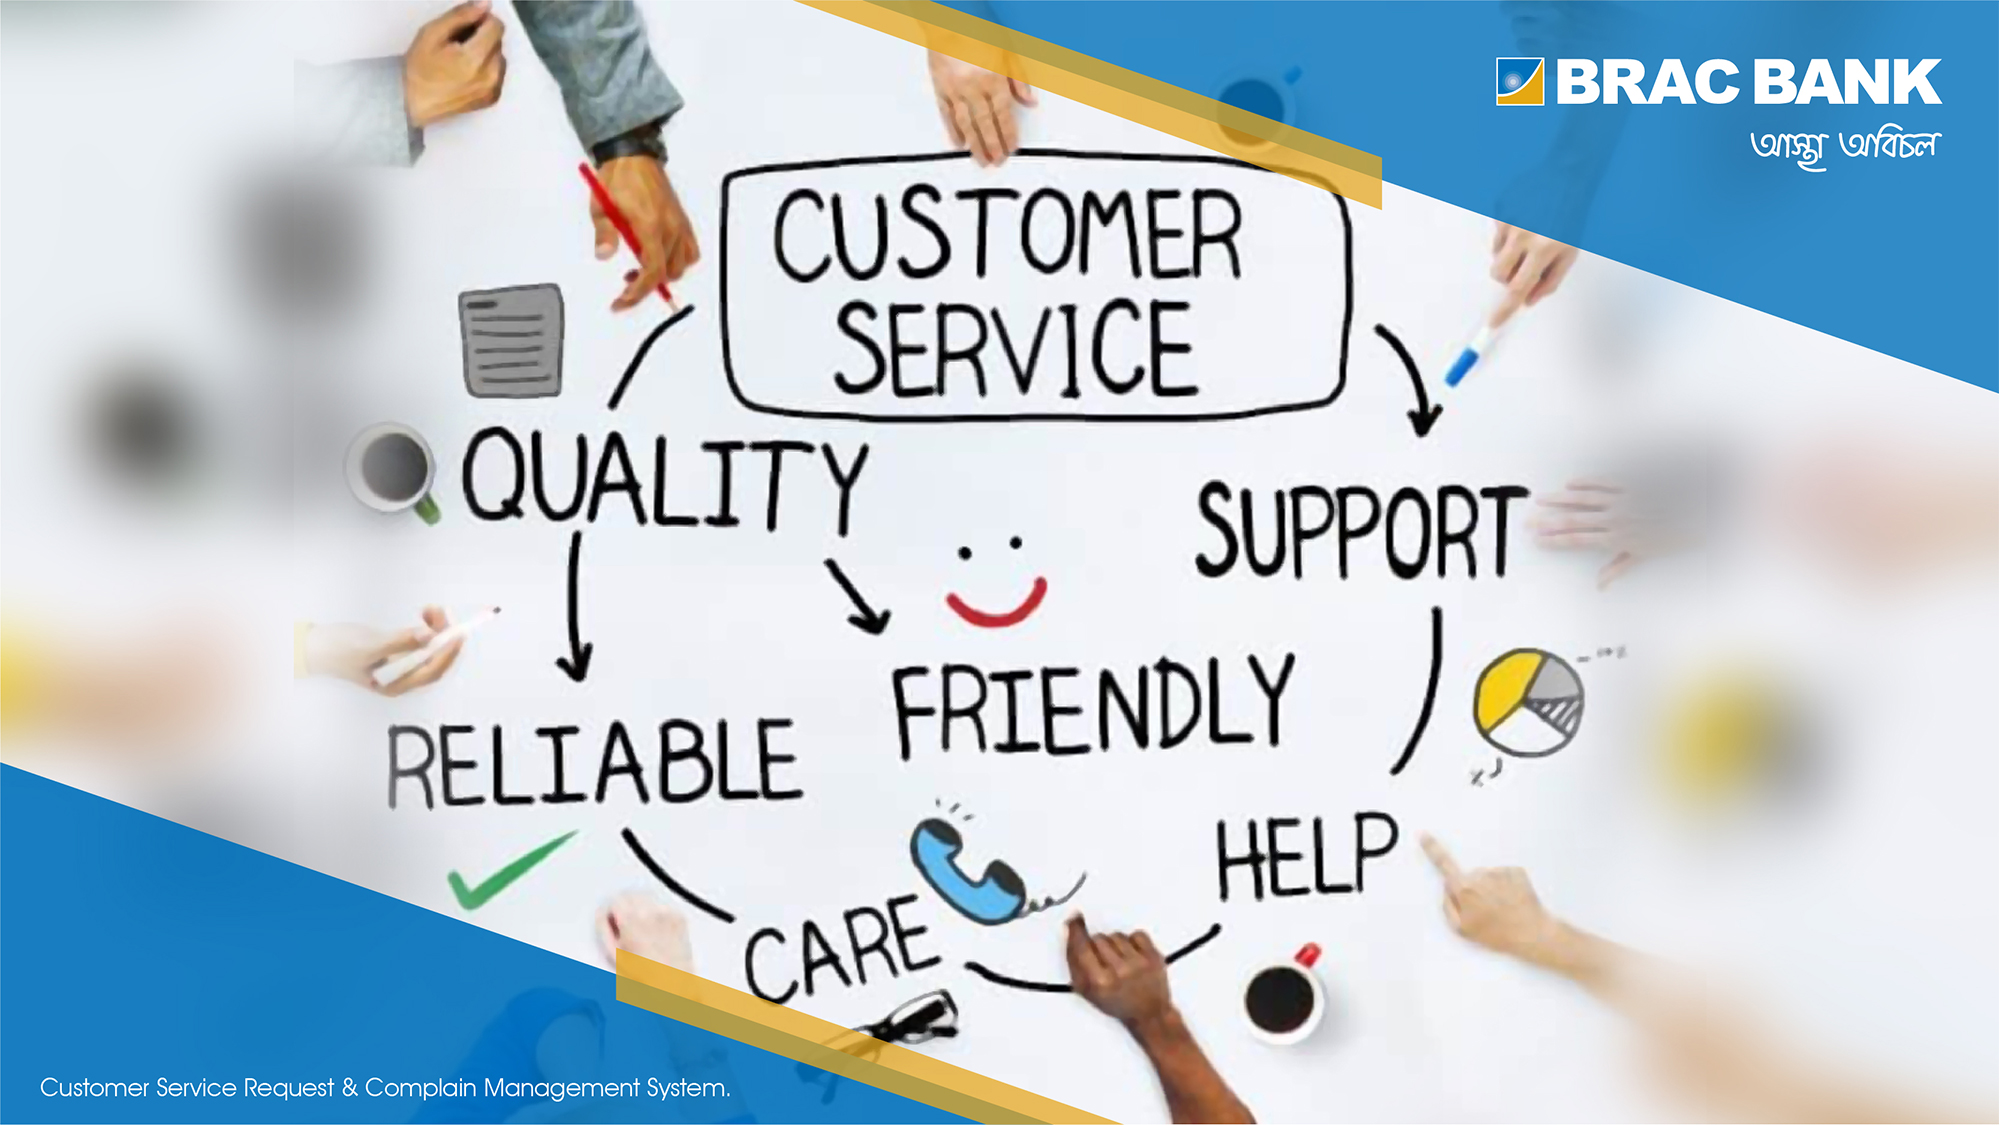 BRAC BANK
আস্থা অবিচল
CUSTOMER
SERVICE
QUALITY
SUPPORT
FRIENDLY
RELIABLE
HELP
CARE
Customer Service Request & Complain Management System.